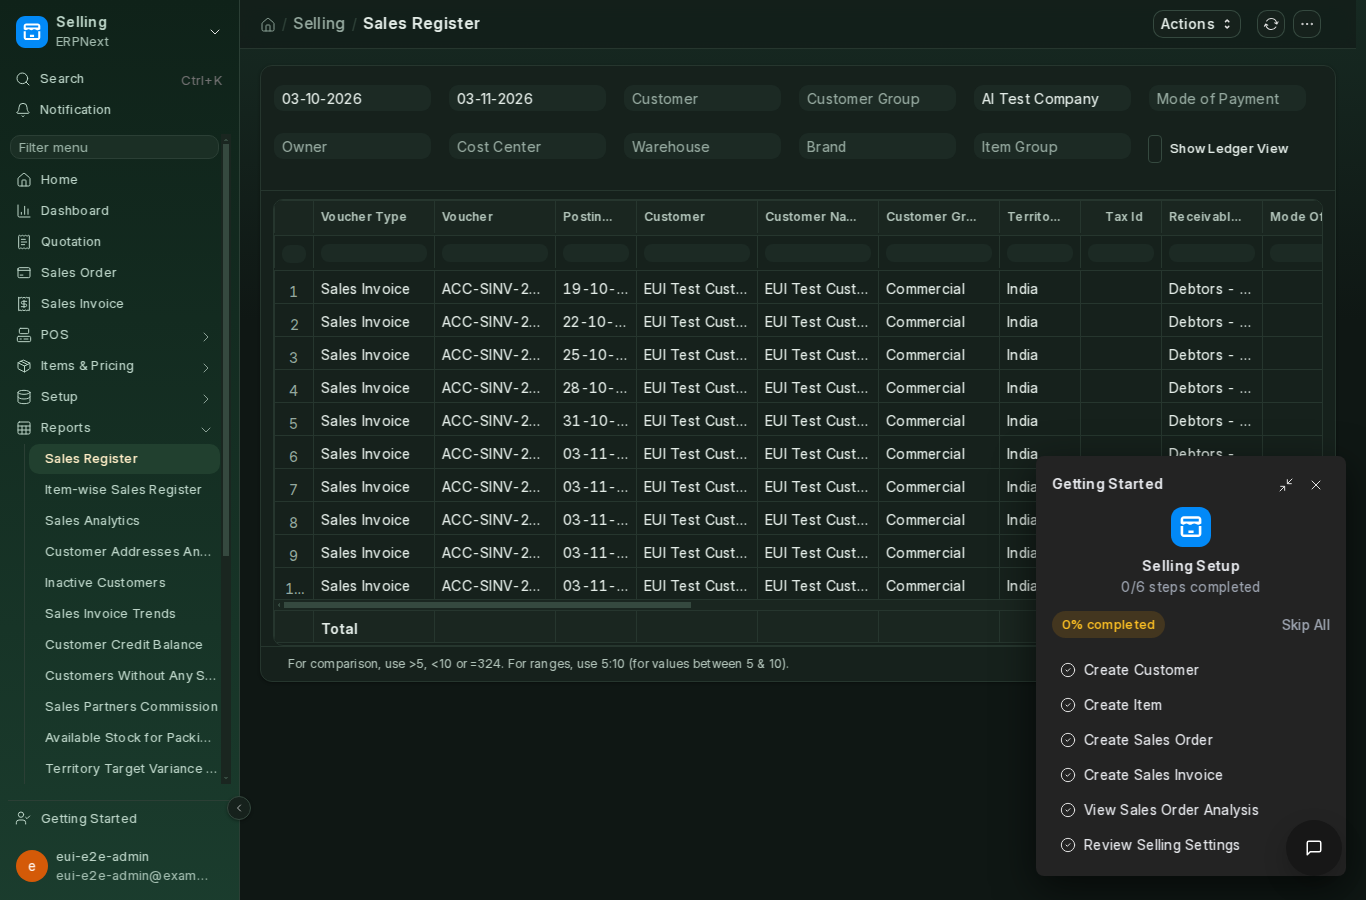 Selling
ERPNext
Search Ctrl+K
Notification
Filter menu
Home
Dashboard
Quotation
Sales Order
Sales Invoice
POS
Items & Pricing
Setup
Reports
Sales Register
Item-wise Sales Register
Sales Analytics
Customer Addresses An...
Inactive Customers
Sales Invoice Trends
Customer Credit Balance
Customers Without Any S...
Sales Partners Commission
Available Stock for Packi...
Territory Target Variance ...
Getting Started
e
eui-e2e-admin
eui-e2e-admin@exam...
/ Selling / Sales Register
Actions
03-10-2026 03-11-2026 Customer Customer Group AI Test Company Mode of Payment
Owner Cost Center Warehouse Brand Item Group Show Ledger View
Voucher Type Voucher Postin... Customer Customer Na... Customer Gr... Territo... Tax Id Receivabl... Mode Of
1 Sales Invoice ACC-SINV-2... 19-10-... EUI Test Cust... EUI Test Cust... Commercial India Debtors - ...
2 Sales Invoice ACC-SINV-2... 22-10-... EUI Test Cust... EUI Test Cust... Commercial India Debtors - ...
3 Sales Invoice ACC-SINV-2... 25-10-... EUI Test Cust... EUI Test Cust... Commercial India Debtors - ...
4 Sales Invoice ACC-SINV-2... 28-10-... EUI Test Cust... EUI Test Cust... Commercial India Debtors - ...
5 Sales Invoice ACC-SINV-2... 31-10-... EUI Test Cust... EUI Test Cust... Commercial India Debtors - ...
6 Sales Invoice ACC-SINV-2... 03-11-... EUI Test Cust... EUI Test Cust... Commercial India Debtors - ...
7 Sales Invoice ACC-SINV-2... 03-11-... EUI Test Cust... EUI Test Cust... Commercial India
8 Sales Invoice ACC-SINV-2... 03-11-... EUI Test Cust... EUI Test Cust... Commercial India
9 Sales Invoice ACC-SINV-2... 03-11-... EUI Test Cust... EUI Test Cust... Commercial India
1... Sales Invoice ACC-SINV-2... 03-11-... EUI Test Cust... EUI Test Cust... Commercial India
Total
For comparison, use >5, <10 or =324. For ranges, use 5:10 (for values between 5 & 10).
Getting Started
Selling Setup
0/6 steps completed
0% completed Skip All
Create Customer
Create Item
Create Sales Order
Create Sales Invoice
View Sales Order Analysis
Review Selling Settings